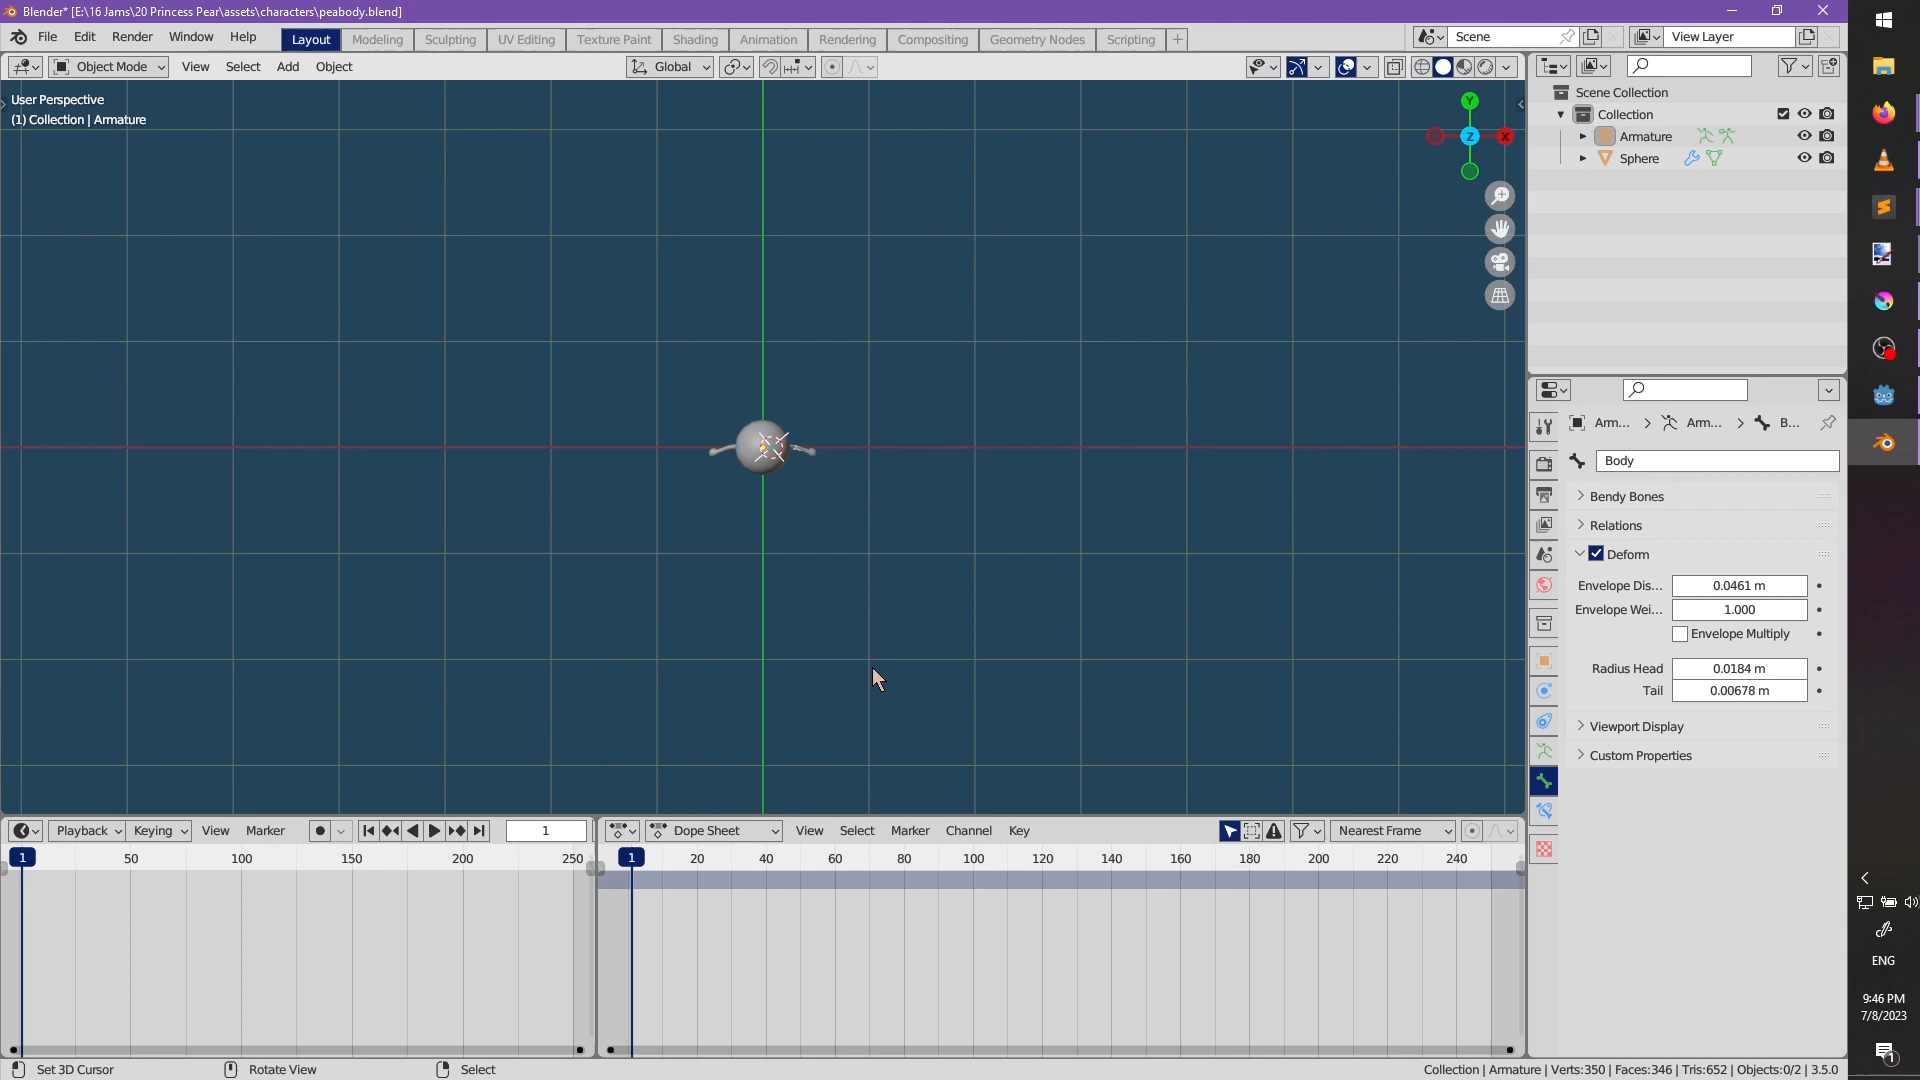 Blender* [E:\16 Jams\20 Princess Pear\assets\characters\peabody.blend]
File Edit Render Window Help Layout Modeling Sculpting UV Editing Texture Paint Shading Animation Rendering Compositing Geometry Nodes Scripting + Scene View Layer
Object Mode View Select Add Object Global
User Perspective
(1) Collection | Armature
Y
Z X
Scene Collection
Collection
Armature
Sphere
Arm... > Arm... > B...
Body
Bendy Bones
Relations
Deform
Envelope Dis... 0.0461 m
Envelope Wei... 1.000
Envelope Multiply
Radius Head 0.0184 m
Tail 0.00678 m
Viewport Display
Custom Properties
Playback Keying View Marker 1 Dope Sheet View Select Marker Channel Key Nearest Frame
1 50 100 150 200 250 1 20 40 60 80 100 120 140 160 180 200 220 240
ENG
9:46 PM
7/8/2023
1
Set 3D Cursor Rotate View Select Collection | Armature | Verts:350 | Faces:346 | Tris:652 | Objects:0/2 | 3.5.0